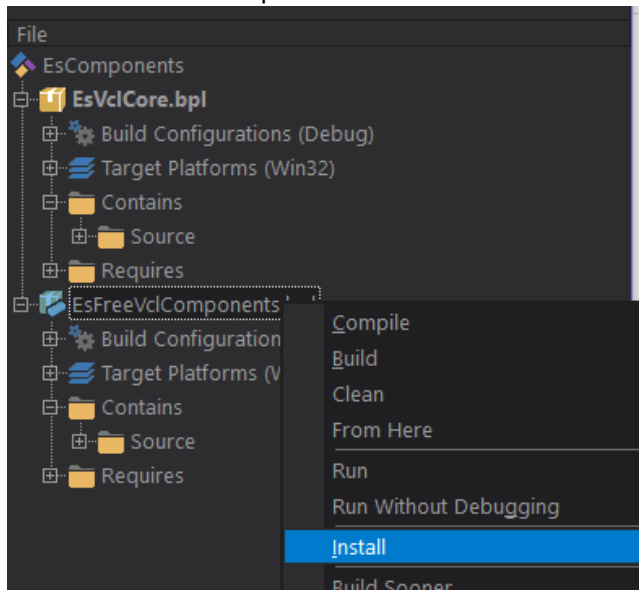 File
EsComponents
EsVclCore.bpl
Build Configurations (Debug)
Target Platforms (Win32)
Contains
Source
Requires
EsFreeVclComponents
Build Configuration
Target Platforms (W
Contains
Source
Requires
Compile
Build
Clean
From Here
Run
Run Without Debugging
Install
Build Sooner